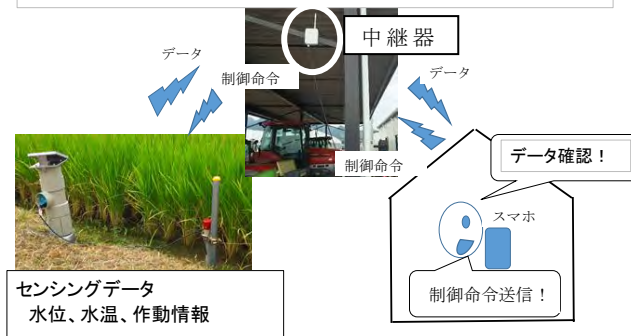 中継器
データ
制御命令
データ
制御命令
データ確認！
スマホ
制御命令送信！
センシングデータ
水位、水温、作動情報